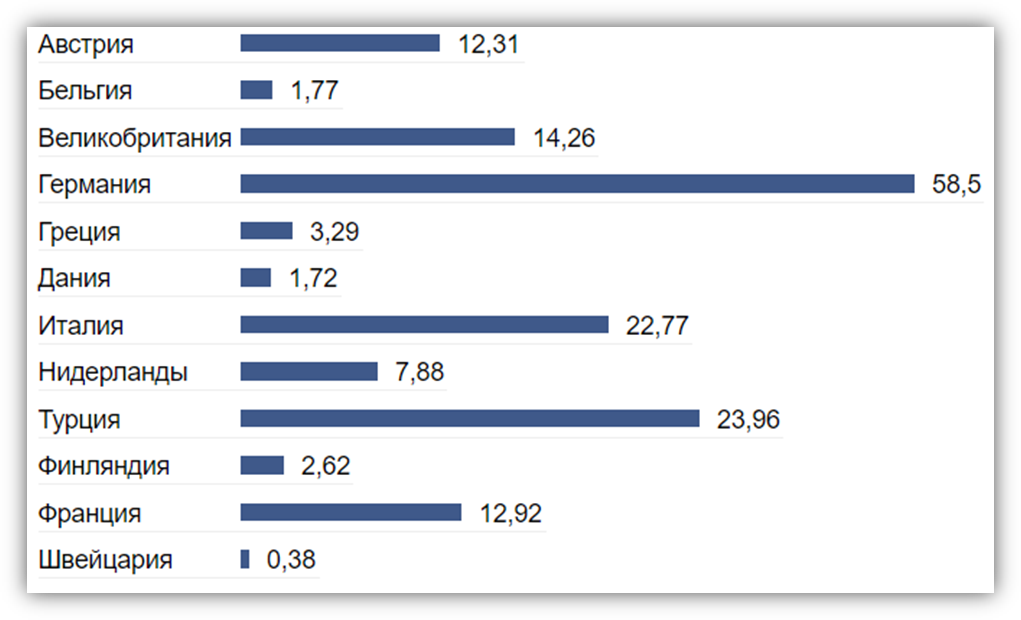 Австрия 12,31
Бельгия 1,77
Великобритания 14,26
Германия 58,5
Греция 3,29
Дания 1,72
Италия 22,77
Нидерланды 7,88
Турция 23,96
Финляндия 2,62
Франция 12,92
Швейцария 0,38